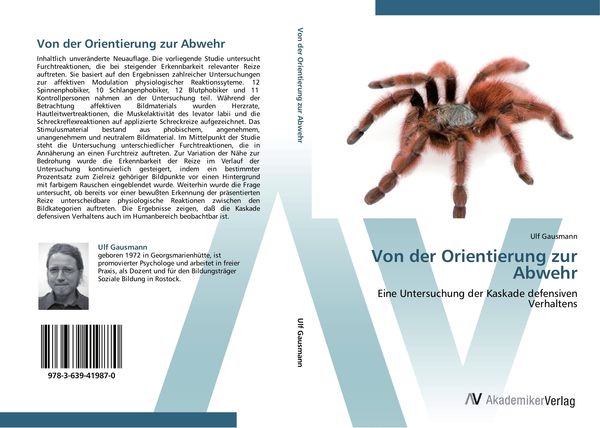 Von der Orientierung zur Abwehr
Inhaltlich unveränderte Neuauflage. Die vorliegende Studie untersucht
Furchtreaktionen, die bei steigender Erkennbarkeit relevanter Reize
auftreten. Sie basiert auf den Ergebnissen zahlreicher Untersuchungen
zur affektiven Modulation physiologischer Reaktionssyteme. 12
Spinnenphobiker, 10 Schlangenphobiker, 12 Blutphobiker und 11
Kontrollpersonen nahmen an der Untersuchung teil. Während der
Betrachtung affektiven Bildmaterials wurden Herzrate,
Hautleitwertreaktionen, die Muskelaktivität des levator labii und die
Schreckreflexreaktionen auf applizierte Schreckreize aufgezeichnet. Das
Stimulusmaterial bestand aus phobischem, angenehmem,
unangenehmem und neutralem Bildmaterial. Im Mittelpunkt der Studie
steht die Untersuchung unterschiedlicher Furchtreaktionen, die in
Annäherung an einen Furchtreiz auftreten. Zur Variation der Nähe zur
Bedrohung wurde die Erkennbarkeit der Reize im Verlauf der
Untersuchung kontinuierlich gesteigert, indem ein bestimmter
Prozentsatz zum Zielreiz gehöriger Bildpunkte vor einen Hintergrund
mit farbigem Rauschen eingeblendet wurde. Weiterhin wurde die Frage
untersucht, ob bereits vor einer bewußten Erkennung der präsentierten
Reize unterscheidbare physiologische Reaktionen zwischen den
Bildkategorien auftreten. Die Ergebnisse zeigen, daß die Kaskade
defensiven Verhaltens auch im Humanbereich beobachtbar ist.
Ulf Gausmann
geboren 1972 in Georgsmarienhütte, ist
promovierter Psychologe und arbeitet in freier
Praxis, als Dozent und für den Bildungsträger
Soziale Bildung in Rostock.
978-3-639-41987-0
Von der Orientierung zur Abwehr
Ulf Gausmann
Ulf Gausmann
Von der Orientierung zur
Abwehr
Eine Untersuchung der Kaskade defensiven
Verhaltens
AV AkademikerVerlag